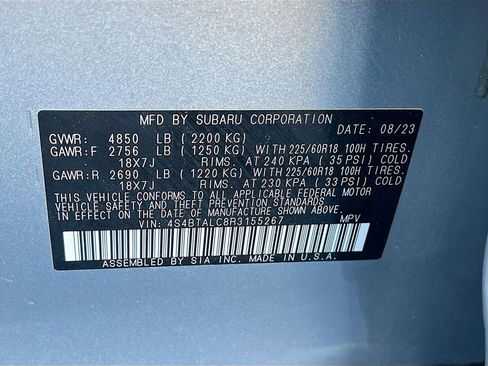 MFD BY SUBARU CORPORATION DATE: 08/23
GVWR: 4850 LB ( 2200 KG)
GAWR:F 2756 LB ( 1250 KG) WITH 225/60R18 100H TIRES.
18X7J RIMS. AT 240 KPA ( 35 PSI) COLD
GAWR:R 2690 LB ( 1220 KG) WITH 225/60R18 100H TIRES.
18X7J RIMS. AT 230 KPA ( 33 PSI) COLD
THIS VEHICLE CONFORMS TO ALL APPLICABLE FEDERAL MOTOR
VEHICLE SAFETY AND THEFT PREVENTION STANDARDS
IN EFFECT ON THE DATE OF MANUFACTURE SHOWN ABOVE.
VIN: 4S4BTALC8R3155267 MPV
ASSEMBLED BY SIA INC. MADE IN U.S.A.